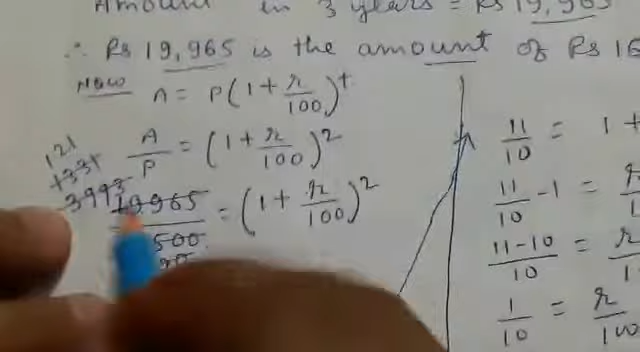 Amount in 3 years = Rs 19,965
∴ Rs 19,965 is the amount of Rs
Now A = P(1 + r/100)^t
A/P = (1 + r/100)^2
121
1331
3993
19965/ 500 = (1 + r/100)^2
11/10 = 1 +
11/10 - 1 = r/
11-10/10 = r/1
1/10 = r/100